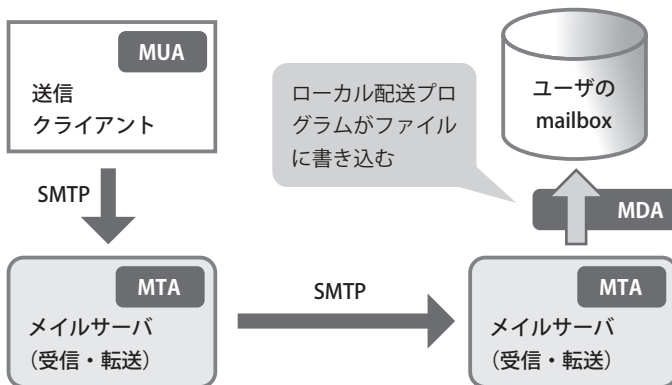 MUA
送信
クライアント
SMTP
MTA
メイルサーバ
（受信・転送）
SMTP
ローカル配送プロ
グラムがファイル
に書き込む
ユーザの
mailbox
MDA
MTA
メイルサーバ
（受信・転送）